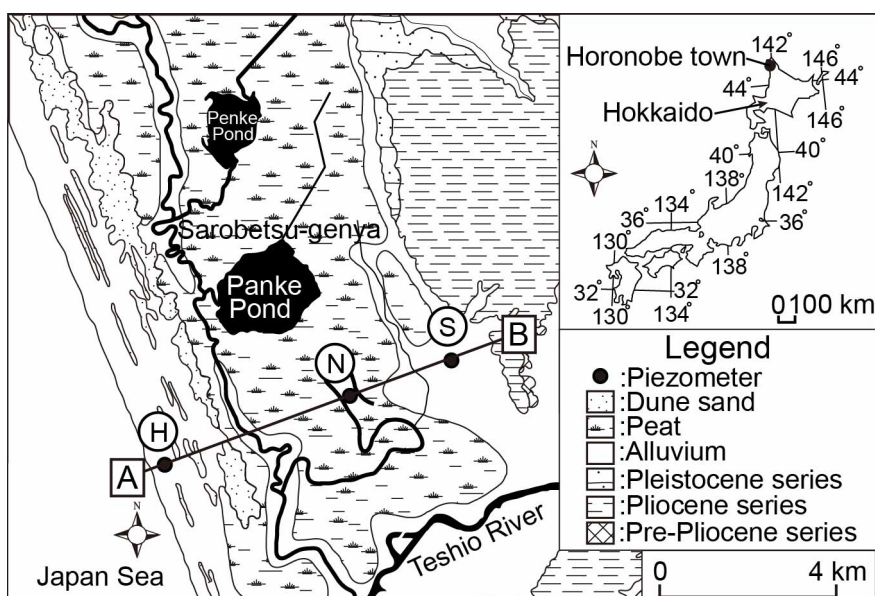 Penke
Pond
Sarobetsu-genya
Panke
Pond
S
B
N
H
A
N
Japan Sea
Teshio River
Horonobe town
142°
146°
44°
44°
Hokkaido
146°
N
40°
40°
138°
142°
134°
36°
36°
130°
138°
32°
32°
130°
134°
0 100 km
Legend
:Piezometer
:Dune sand
:Peat
:Alluvium
:Pleistocene series
:Pliocene series
:Pre-Pliocene series
0 4 km